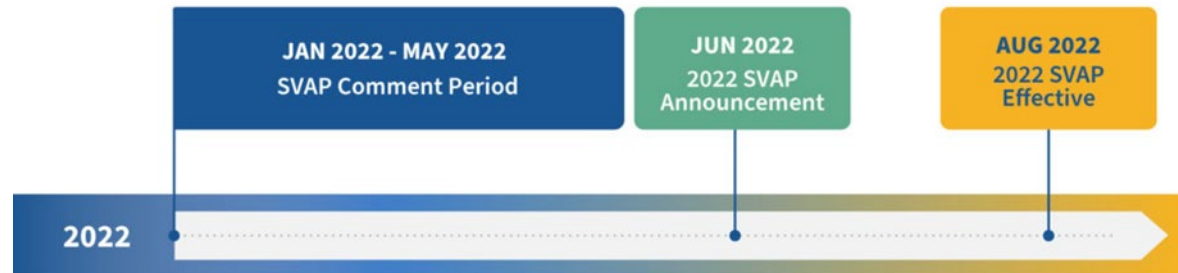 JAN 2022 - MAY 2022
SVAP Comment Period
JUN 2022
2022 SVAP
Announcement
AUG 2022
2022 SVAP
Effective
2022